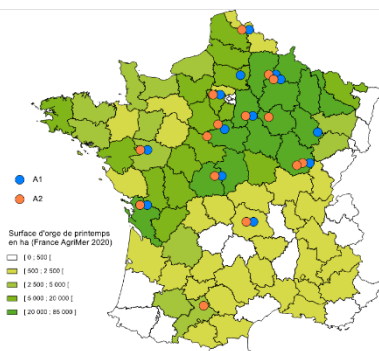 A1
A2
Surface d'orge de printemps
en ha (France AgriMer 2020)
[ 0 ; 500 ]
[ 500 ; 2 500 ]
[ 2 500 ; 5 000 ]
[ 5 000 ; 20 000 ]
[ 20 000 ; 85 000 ]